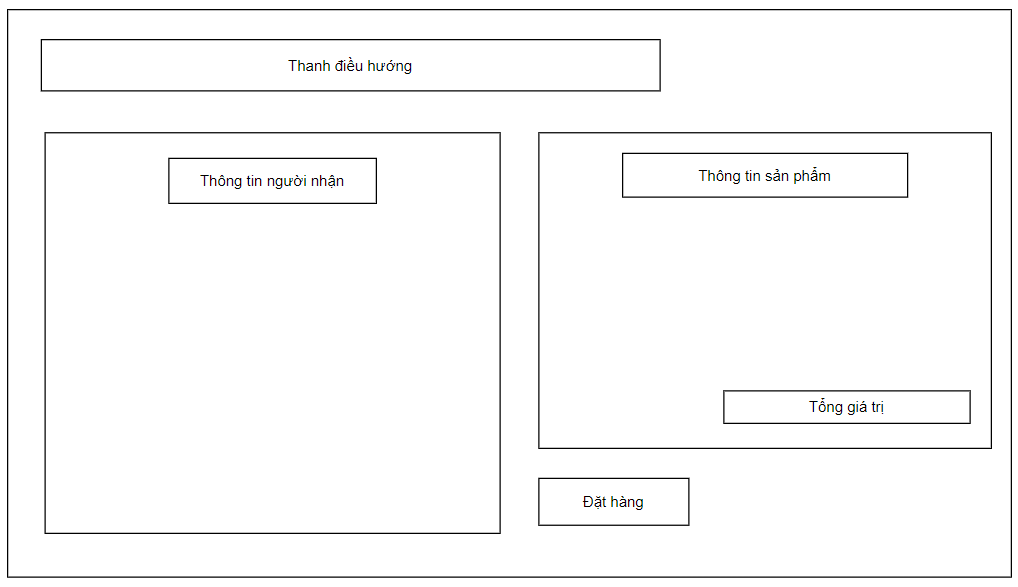 Thanh điều hướng
Thông tin người nhận
Thông tin sản phẩm
Tổng giá trị
Đặt hàng